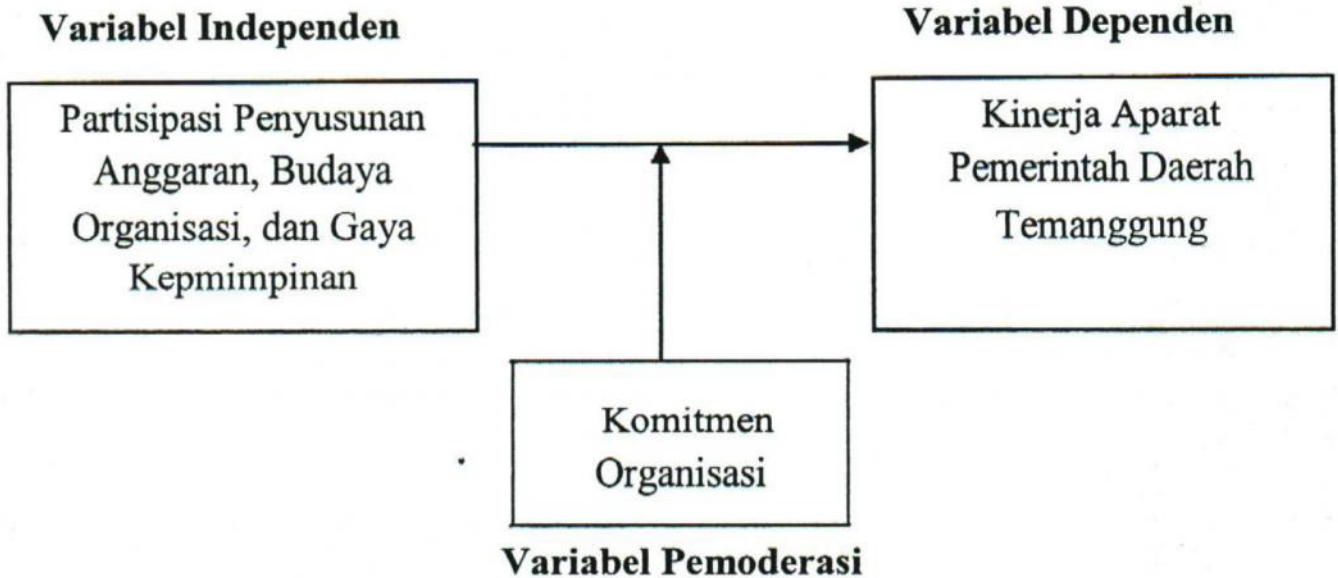 Variabel Independen
Partisipasi Penyusunan
Anggaran, Budaya
Organisasi, dan Gaya
Kepmimpinan
Variabel Dependen
Kinerja Aparat
Pemerintah Daerah
Temanggung
Komitmen
Organisasi
Variabel Pemoderasi